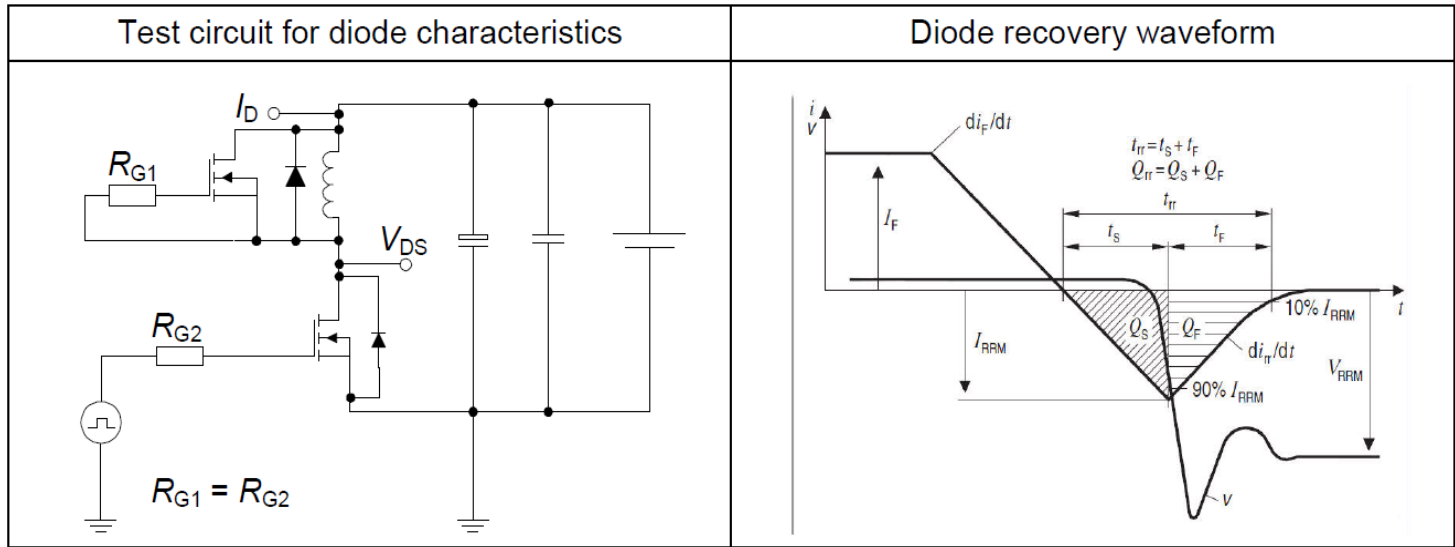 Test circuit for diode characteristics
Diode recovery waveform
I_D
R_G1
V_DS
R_G2
R_G1 = R_G2
i
v
di_F/dt
t_rr=t_S+t_F
Q_rr=Q_S+Q_F
t_rr
I_F
t_S
t_F
10% I_RRM
t
Q_S
Q_F
I_RRM
di_rr/dt
V_RRM
90% I_RRM
v